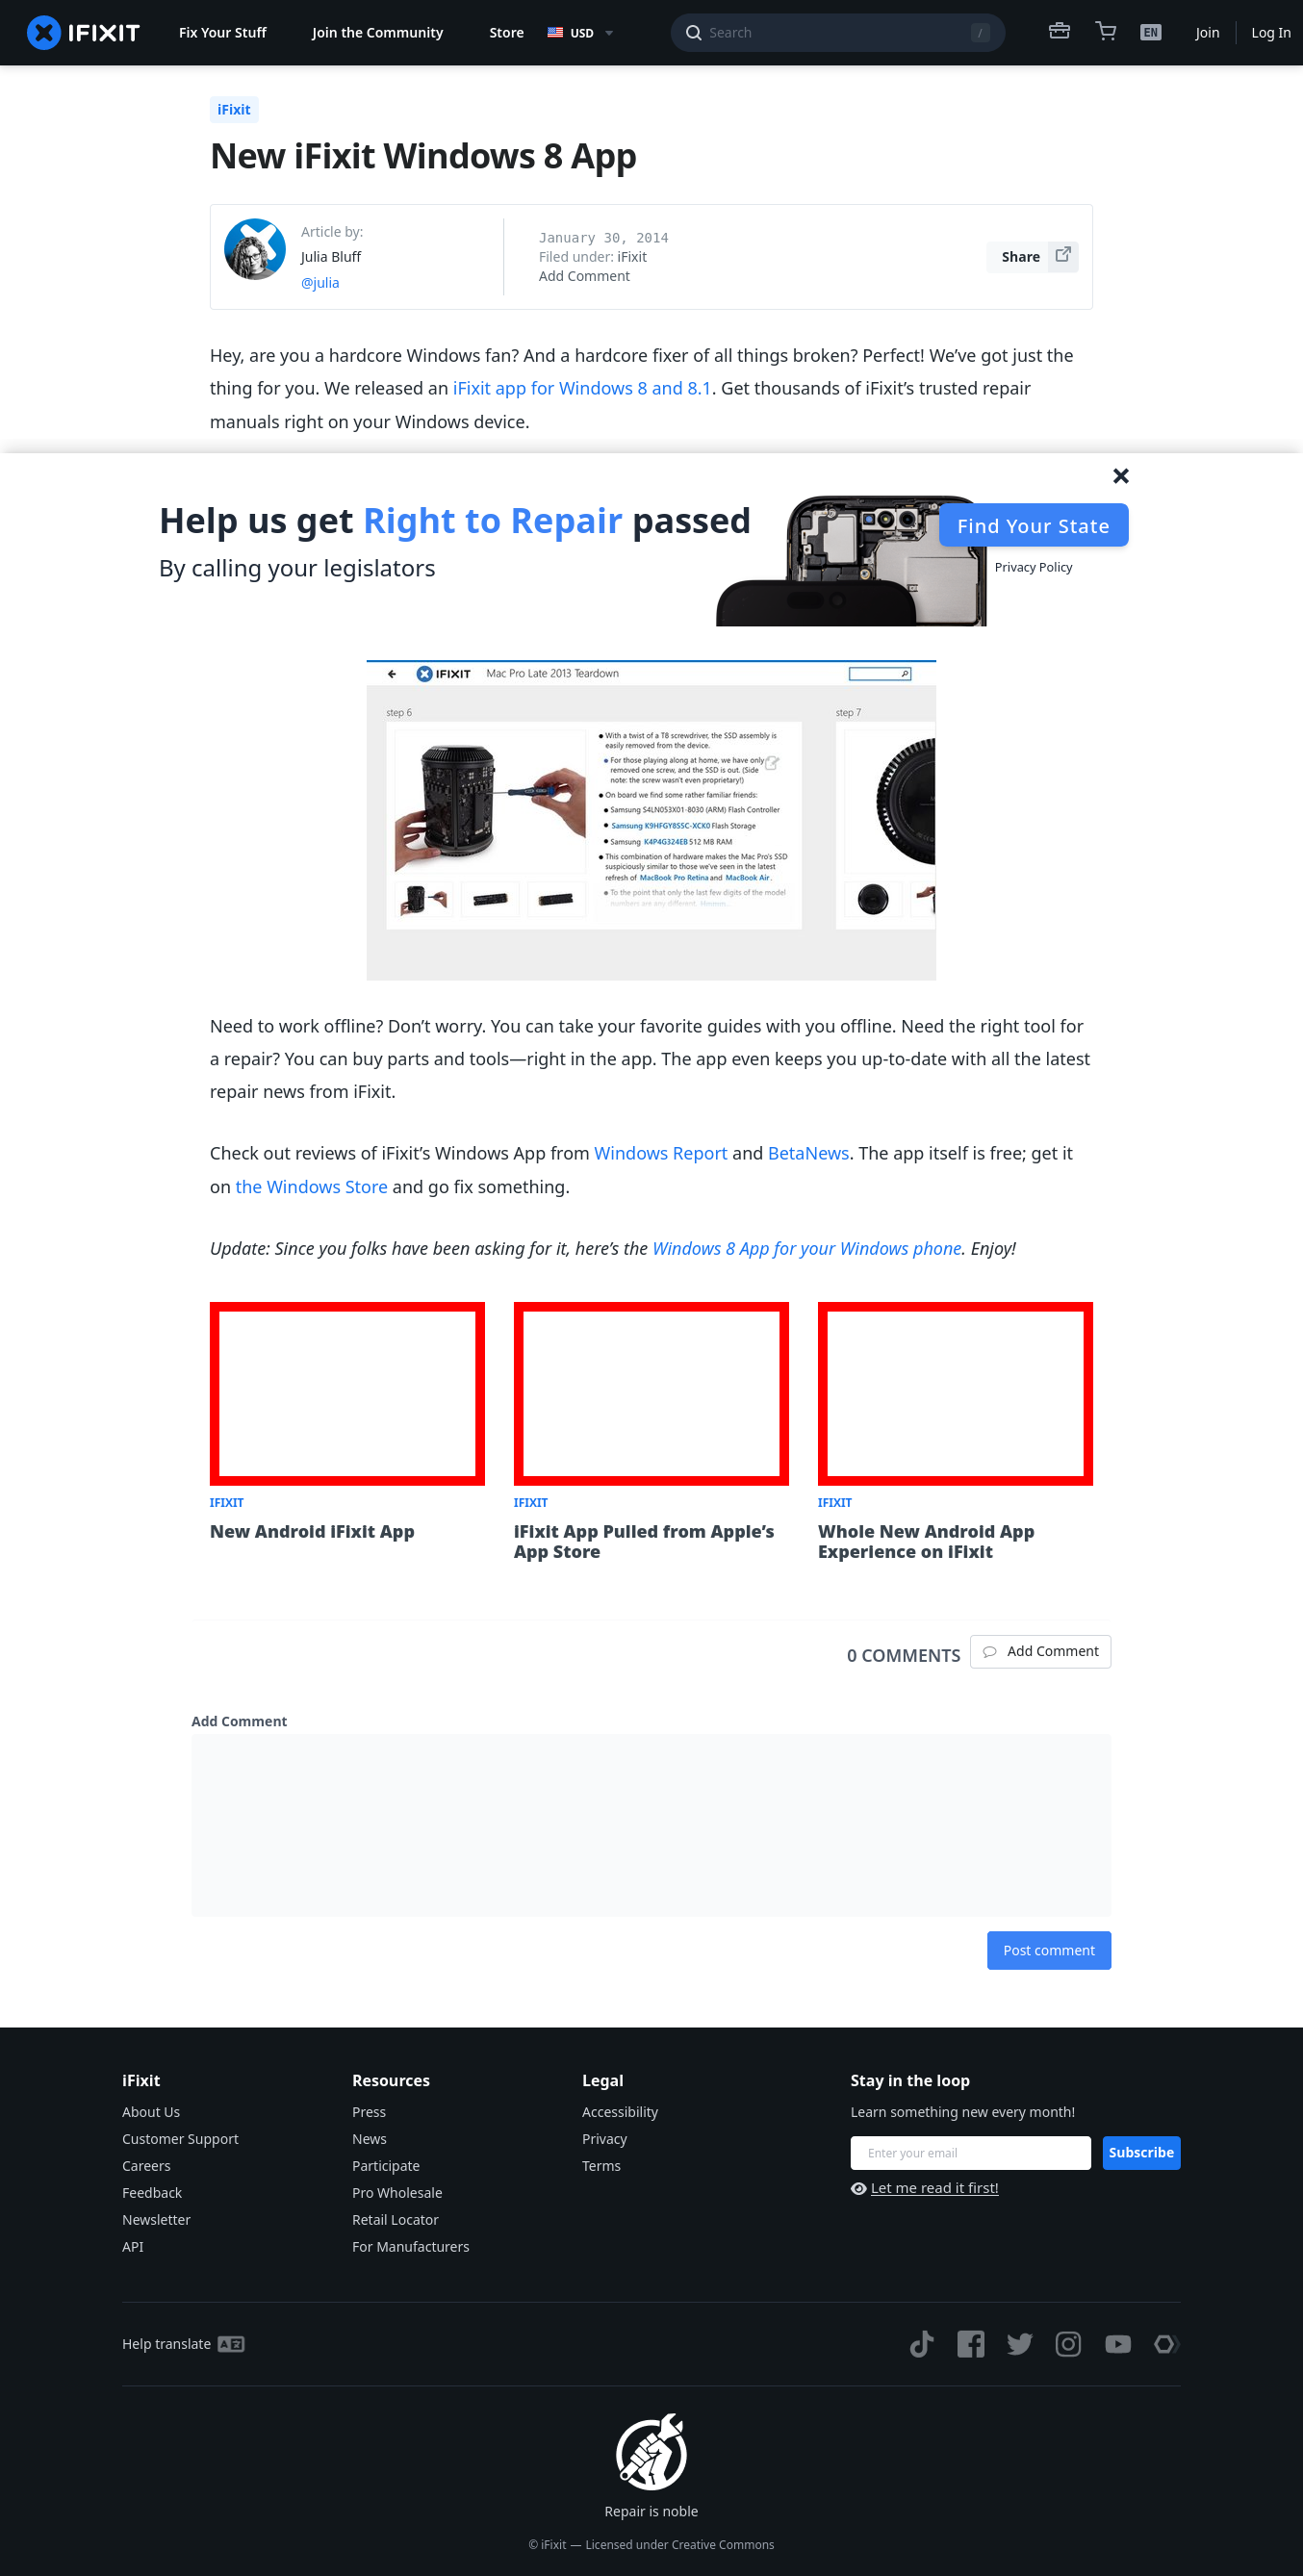 IFIXIT
Fix Your Stuff
Join the Community
Store
USD
Search
/
EN
Join
Log In
iFixit
New iFixit Windows 8 App
Article by:
Julia Bluff
@julia
January 30, 2014
Filed under: iFixit
Add Comment
Share
Hey, are you a hardcore Windows fan? And a hardcore fixer of all things broken? Perfect! We’ve got just the
thing for you. We released an iFixit app for Windows 8 and 8.1. Get thousands of iFixit’s trusted repair
manuals right on your Windows device.
Help us get Right to Repair passed
By calling your legislators
Find Your State
Privacy Policy
IFIXIT
Mac Pro Late 2013 Teardown
step 6
With a twist of a T8 screwdriver, the SSD assembly is
easily removed from the device.
For those playing along at home, we have only
removed one screw, and the SSD is out. (Side
note: the screw wasn't even proprietary!)
On board we find some rather familiar friends:
Samsung S4LN053X01-8030 (ARM) Flash Controller
Samsung K9HFGY8S5C-XCK0 Flash Storage
Samsung K4P4G324EB 512 MB RAM
This combination of hardware makes the Mac Pro's SSD
suspiciously similar to those we've seen in the latest
refresh of MacBook Pro Retina and MacBook Air.
To the point that only the last few digits of the model
numbers are any different. Hmmm...
step 7
Need to work offline? Don’t worry. You can take your favorite guides with you offline. Need the right tool for
a repair? You can buy parts and tools—right in the app. The app even keeps you up-to-date with all the latest
repair news from iFixit.
Check out reviews of iFixit’s Windows App from Windows Report and BetaNews. The app itself is free; get it
on the Windows Store and go fix something.
Update: Since you folks have been asking for it, here’s the Windows 8 App for your Windows phone. Enjoy!
IFIXIT
New Android iFixit App
IFIXIT
iFixit App Pulled from Apple’s
App Store
IFIXIT
Whole New Android App
Experience on iFixit
0 COMMENTS
Add Comment
Add Comment
Post comment
iFixit
About Us
Customer Support
Careers
Feedback
Newsletter
API
Resources
Press
News
Participate
Pro Wholesale
Retail Locator
For Manufacturers
Legal
Accessibility
Privacy
Terms
Stay in the loop
Learn something new every month!
Enter your email
Subscribe
Let me read it first!
Help translate
Repair is noble
© iFixit — Licensed under Creative Commons